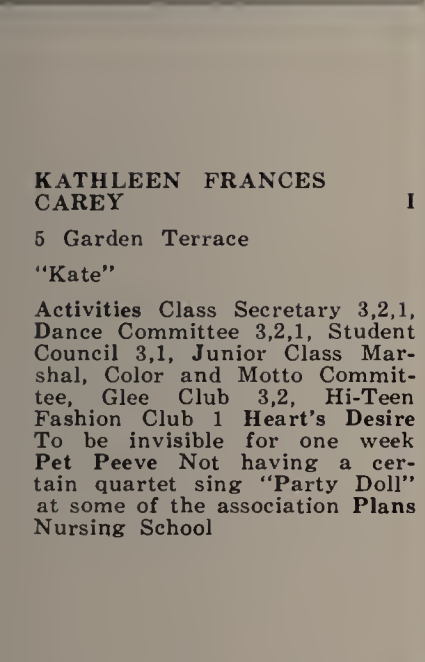 KATHLEEN FRANCES
CAREY I
5 Garden Terrace
"Kate"
Activities Class Secretary 3,2,1,
Dance Committee 3,2,1, Student
Council 3,1, Junior Class Mar-
shal, Color and Motto Commit-
tee, Glee Club 3,2, Hi-Teen
Fashion Club 1 Heart's Desire
To be invisible for one week
Pet Peeve Not having a cer-
tain quartet sing "Party Doll"
at some of the association Plans
Nursing School